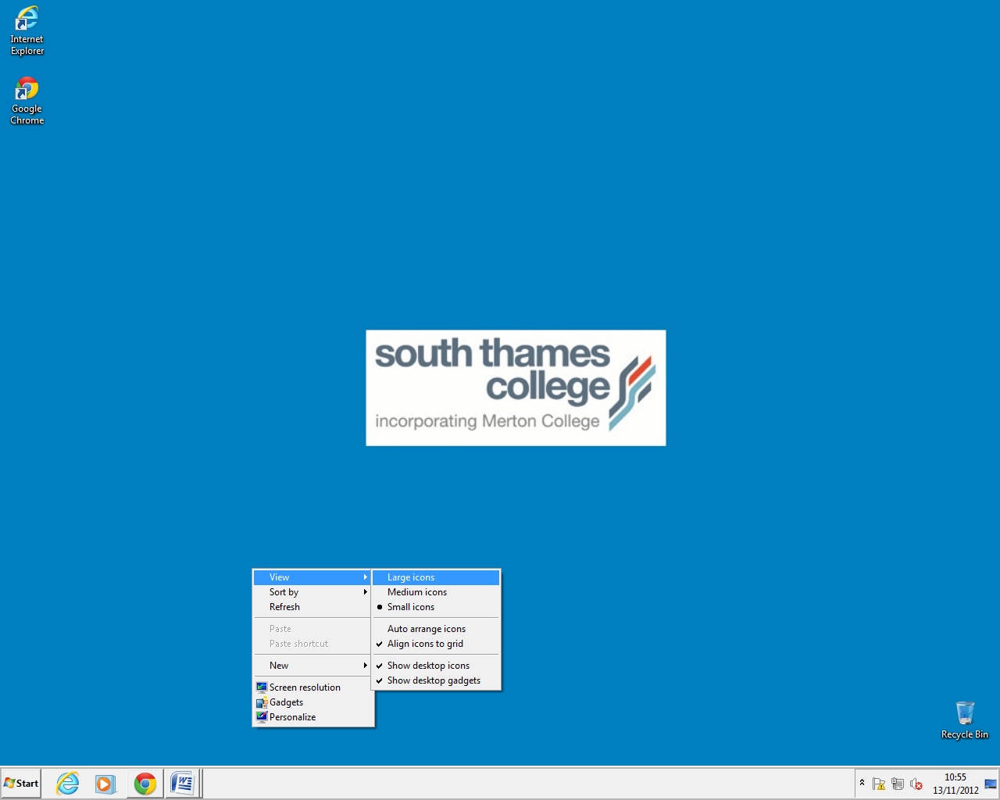 Internet
Explorer
Google
Chrome
south thames
college
incorporating Merton College
View
Sort by
Refresh
Paste
Paste shortcut
New
Screen resolution
Gadgets
Personalize
Large icons
Medium icons
Small icons
Auto arrange icons
Align icons to grid
Show desktop icons
Show desktop gadgets
Recycle Bin
Start
10:55
13/11/2012